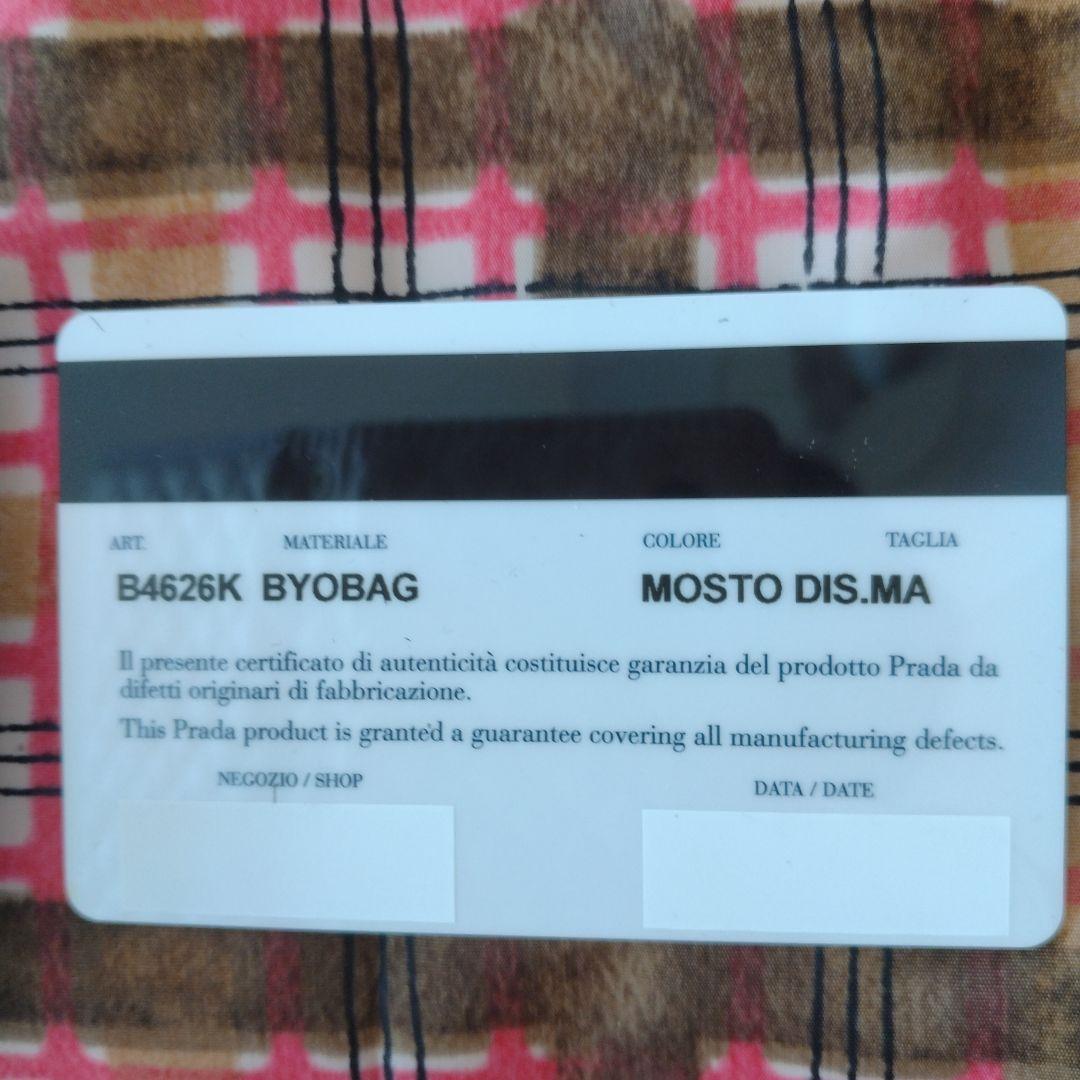 ART. MATERIALE COLORE TAGLIA
B4626K BYOBAG MOSTO DIS.MA
Il presente certificato di autenticità costituisce garanzia del prodotto Prada da
difetti originari di fabbricazione.
This Prada product is granted a guarantee covering all manufacturing defects.
NEGOZIO / SHOP DATA / DATE